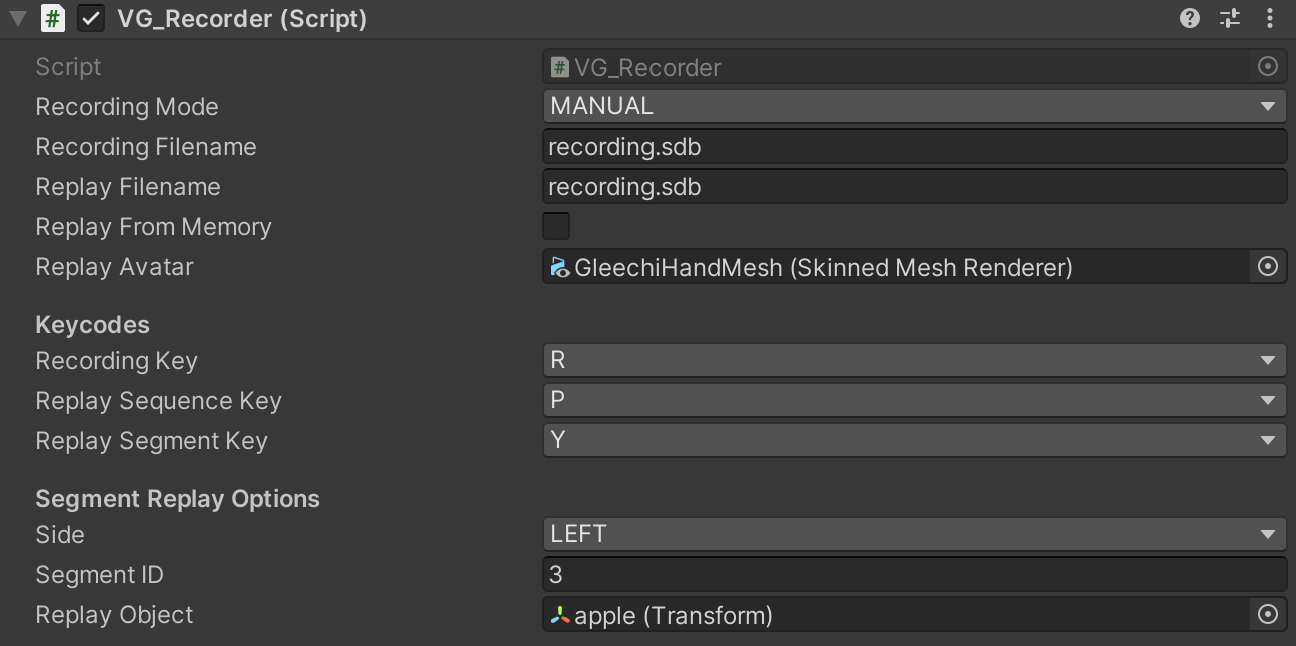 VG_Recorder (Script)
Script # VG_Recorder
Recording Mode MANUAL
Recording Filename recording.sdb
Replay Filename recording.sdb
Replay From Memory
Replay Avatar GleechiHandMesh (Skinned Mesh Renderer)
Keycodes
Recording Key R
Replay Sequence Key P
Replay Segment Key Y
Segment Replay Options
Side LEFT
Segment ID 3
Replay Object apple (Transform)